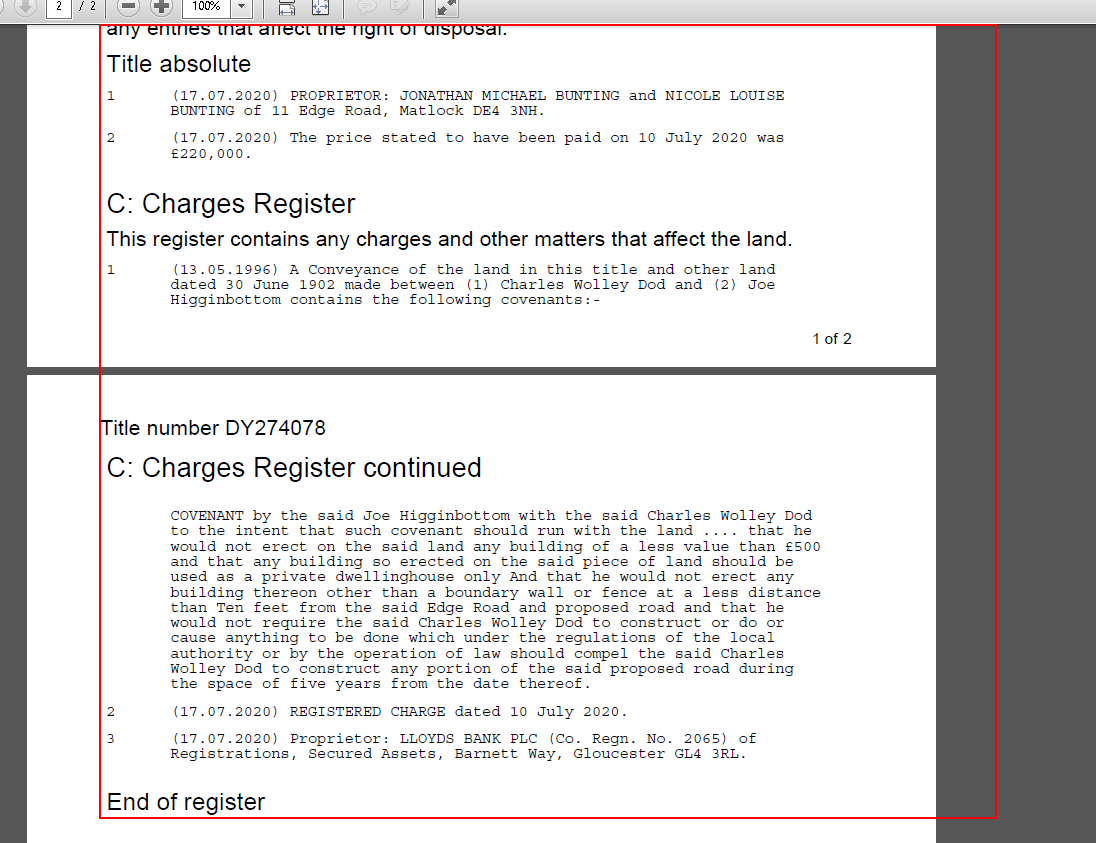 2 / 2
100%
any entries that affect the right of disposal.
Title absolute
1 (17.07.2020) PROPRIETOR: JONATHAN MICHAEL BUNTING and NICOLE LOUISE
BUNTING of 11 Edge Road, Matlock DE4 3NH.
2 (17.07.2020) The price stated to have been paid on 10 July 2020 was
£220,000.
C: Charges Register
This register contains any charges and other matters that affect the land.
1 (13.05.1996) A Conveyance of the land in this title and other land
dated 30 June 1902 made between (1) Charles Wolley Dod and (2) Joe
Higginbottom contains the following covenants:-
1 of 2
Title number DY274078
C: Charges Register continued
COVENANT by the said Joe Higginbottom with the said Charles Wolley Dod
to the intent that such covenant should run with the land .... that he
would not erect on the said land any building of a less value than £500
and that any building so erected on the said piece of land should be
used as a private dwellinghouse only And that he would not erect any
building thereon other than a boundary wall or fence at a less distance
than Ten feet from the said Edge Road and proposed road and that he
would not require the said Charles Wolley Dod to construct or do or
cause anything to be done which under the regulations of the local
authority or by the operation of law should compel the said Charles
Wolley Dod to construct any portion of the said proposed road during
the space of five years from the date thereof.
2 (17.07.2020) REGISTERED CHARGE dated 10 July 2020.
3 (17.07.2020) Proprietor: LLOYDS BANK PLC (Co. Regn. No. 2065) of
Registrations, Secured Assets, Barnett Way, Gloucester GL4 3RL.
End of register